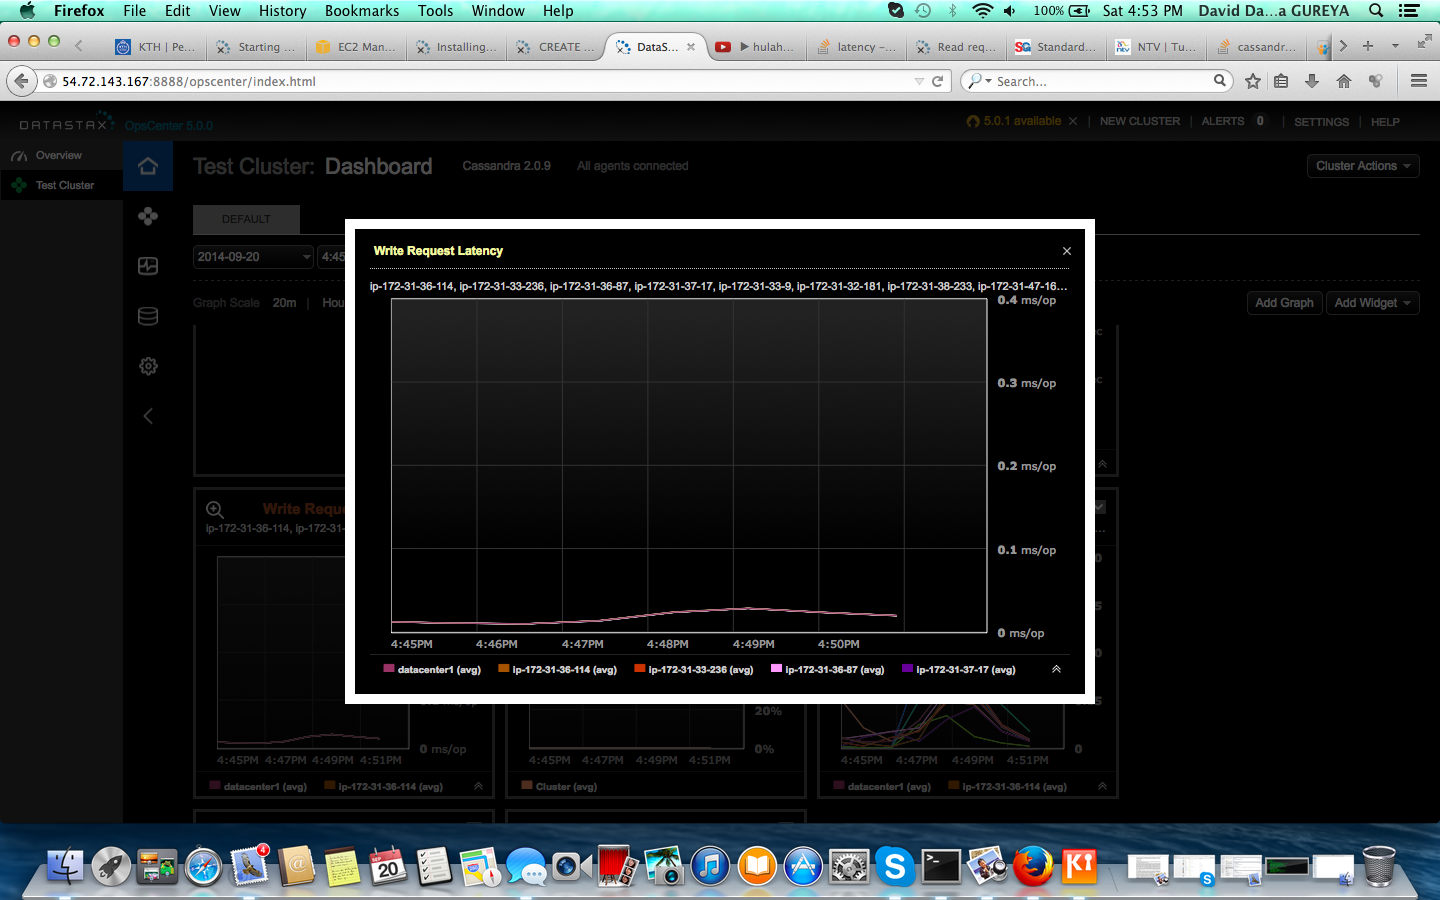 Firefox File Edit View History Bookmarks Tools Window Help 100% Sat 4:53 PM David Da...a GUREYA
KTH | Pe... Starting ... EC2 Man... Installing... CREATE ... DataS... ▶ hulah... latency –... Read req... Standard... NTV | Tu... cassandr...
54.72.143.167:8888/opscenter/index.html Search...
DATASTAX OpsCenter 5.0.0 5.0.1 available × | NEW CLUSTER | ALERTS 0 | SETTINGS | HELP
Overview
Test Cluster
Test Cluster: Dashboard Cassandra 2.0.9 All agents connected Cluster Actions
DEFAULT
2014-09-20 4:45
Graph Scale 20m | Hou
Add Graph Add Widget
Write Request Latency
ip-172-31-36-114, ip-172-31-33-236, ip-172-31-36-87, ip-172-31-37-17, ip-172-31-33-9, ip-172-31-32-181, ip-172-31-38-233, ip-172-31-47-16...
0.4 ms/op
0.3 ms/op
0.2 ms/op
0.1 ms/op
0 ms/op
4:45PM 4:46PM 4:47PM 4:48PM 4:49PM 4:50PM
datacenter1 (avg) ip-172-31-36-114 (avg) ip-172-31-33-236 (avg) ip-172-31-36-87 (avg) ip-172-31-37-17 (avg)
Write Requ
ip-172-31-36-114, ip-172-31-
0 ms/op
4:45PM 4:47PM 4:49PM 4:51PM
datacenter1 (avg) ip-172-31-36-114 (avg)
20%
0%
4:45PM 4:47PM 4:49PM 4:51PM
Cluster (avg)
0
4:45PM 4:47PM 4:49PM 4:51PM
datacenter1 (avg) ip-172-31-36-114 (avg)
4
SEP
20